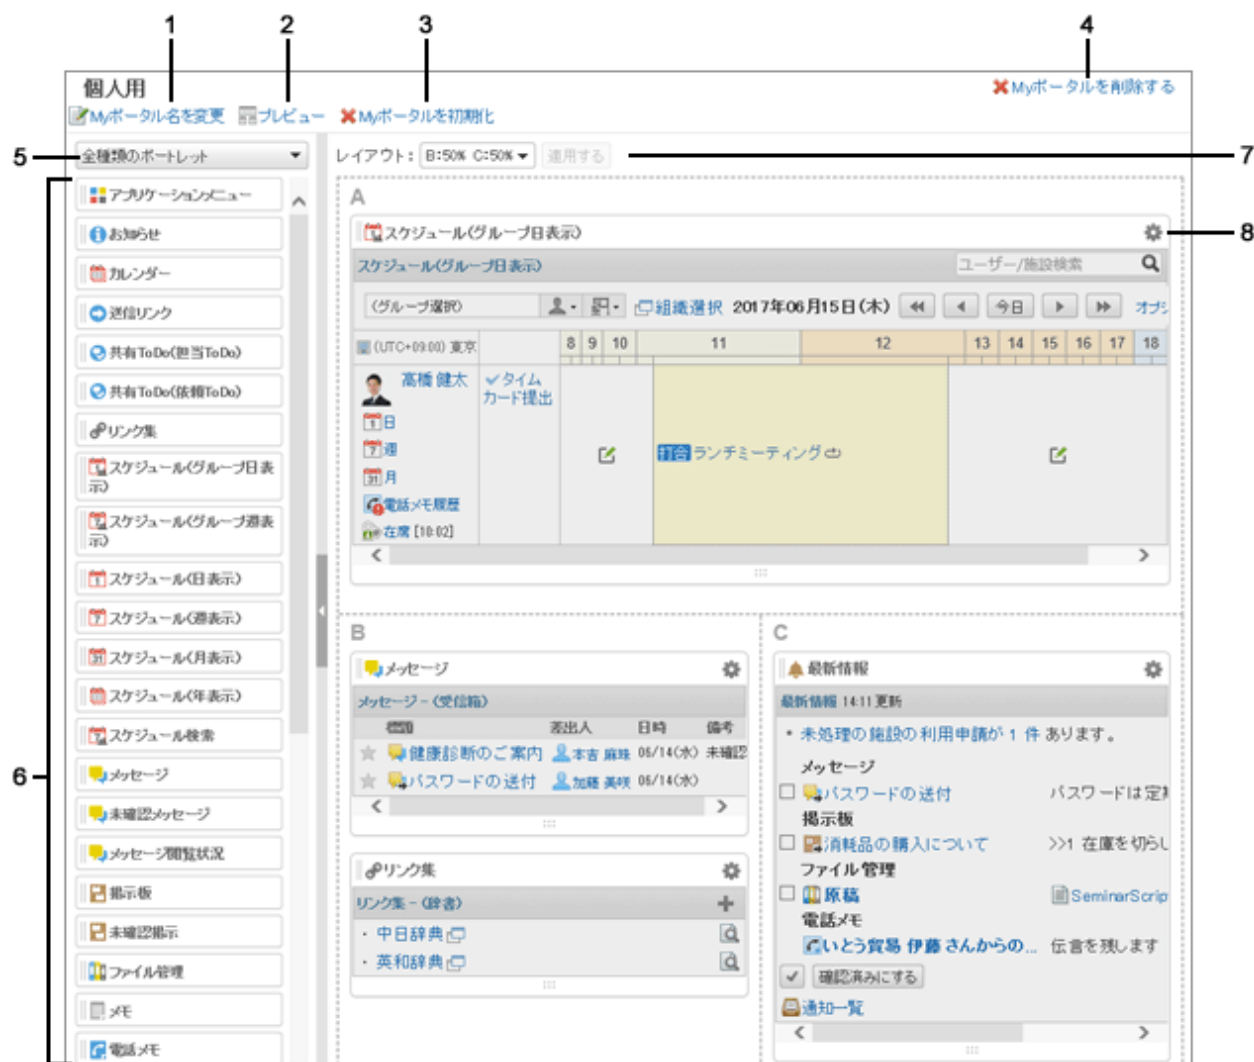 1
2
3
4
個人用
Myポータルを削除する
Myポータル名を変更 プレビュー Myポータルを初期化
5
全種類のポートレット
レイアウト： B:50% C:50% 適用する
7
6
アプリケーションメニュー
お知らせ
カレンダー
送信リンク
共有ToDo(担当ToDo)
共有ToDo(依頼ToDo)
リンク集
スケジュール(グループ日表
示)
スケジュール(グループ週表
示)
スケジュール(日表示)
スケジュール(週表示)
スケジュール(月表示)
スケジュール(年表示)
スケジュール検索
メッセージ
未確認メッセージ
メッセージ閲覧状況
掲示板
未確認掲示
ファイル管理
メモ
電話メモ
A
スケジュール(グループ日表示)
8
スケジュール(グループ日表示)
ユーザー/施設検索
(グループ選択)
組織選択 2017年06月15日(木) 今日 オプシ
(UTC+09:00) 東京 8 9 10 11 12 13 14 15 16 17 18
高橋 健太
タイム
カード提出
日
週
月
電話メモ履歴
在席 [10:02]
打合 ランチミーティング
B
メッセージ
メッセージ - (受信箱)
標題 差出人 日時 備考
健康診断のご案内 本吉 麻珠 06/14(水) 未確認
パスワードの送付 加藤 美咲 06/14(水)
リンク集
リンク集 - (辞書)
・ 中日辞典
・ 英和辞典
C
最新情報
最新情報 14:11 更新
・ 未処理の施設の利用申請が 1 件 あります。
メッセージ
パスワードの送付 パスワードは定期
掲示板
消耗品の購入について >>1 在庫を切らし
ファイル管理
原稿 SeminarScrip
電話メモ
いとう貿易 伊藤 さんからの... 伝言を残します
確認済みにする
通知一覧